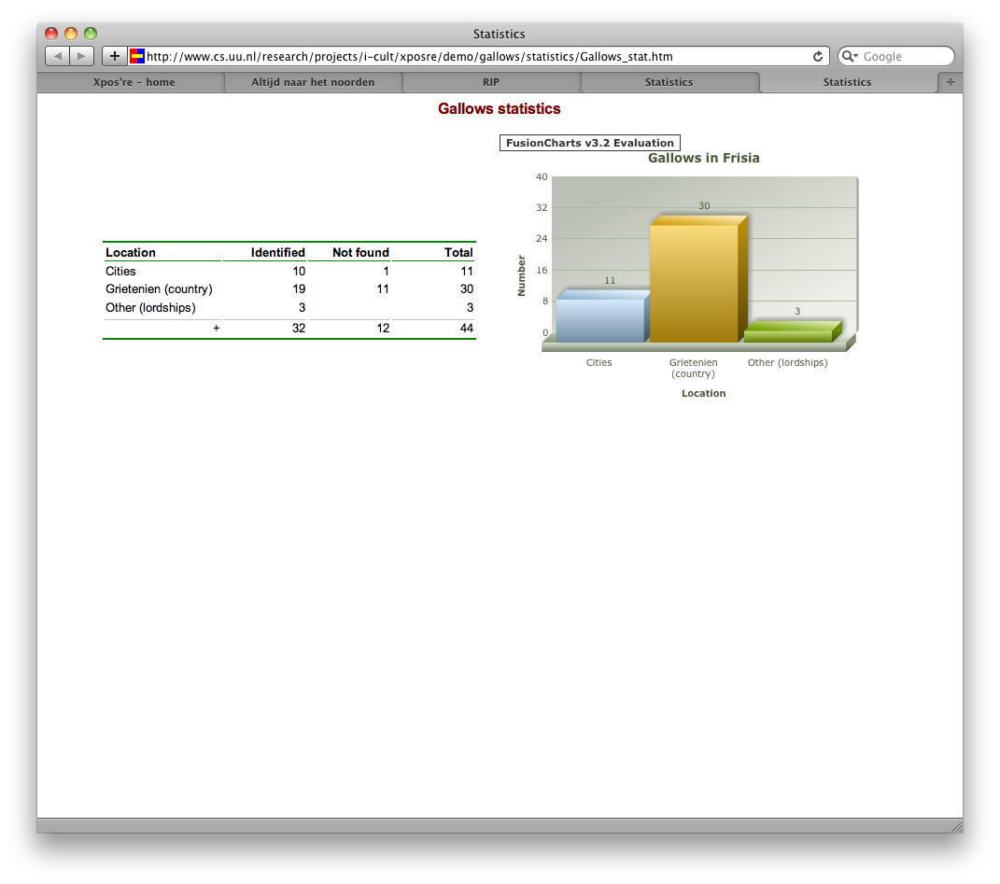 Statistics
http://www.cs.uu.nl/research/projects/i-cult/xposre/demo/gallows/statistics/Gallows_stat.htm
Google
Xpos're - home Altijd naar het noorden RIP Statistics Statistics
Gallows statistics
Location Identified Not found Total
Cities 10 1 11
Grietenien (country) 19 11 30
Other (lordships) 3 3
+ 32 12 44
FusionCharts v3.2 Evaluation
Gallows in Frisia
Number
40
32
24
16
8
0
11
30
3
Cities
Grietenien
(country)
Other (lordships)
Location